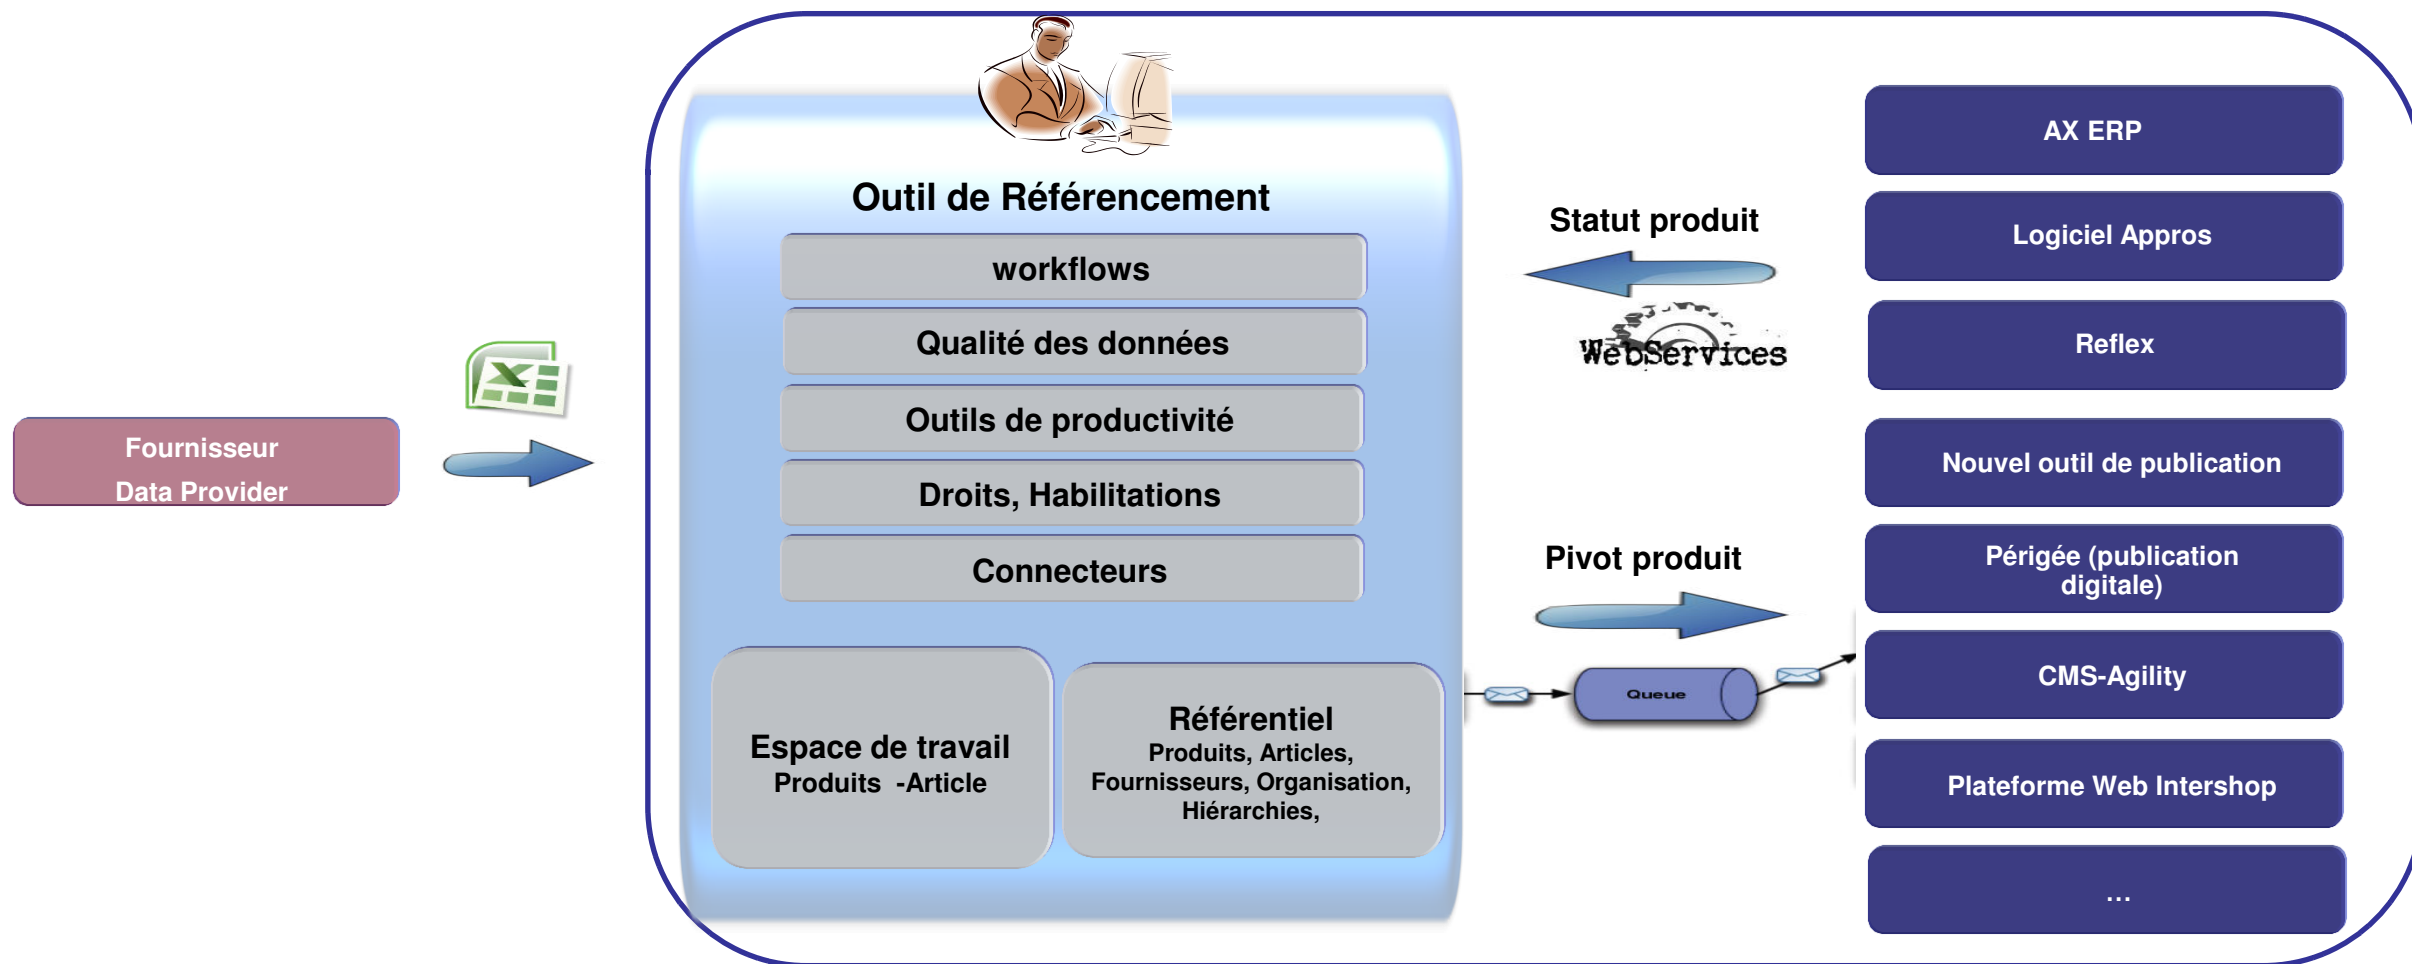 Fournisseur
Data Provider
Outil de Référencement
workflows
Qualité des données
Outils de productivité
Droits, Habilitations
Connecteurs
Espace de travail
Produits -Article
Référentiel
Produits, Articles,
Fournisseurs, Organisation,
Hiérarchies,
Statut produit
WebServices
Pivot produit
Queue
AX ERP
Logiciel Appros
Reflex
Nouvel outil de publication
Périgée (publication
digitale)
CMS-Agility
Plateforme Web Intershop
...